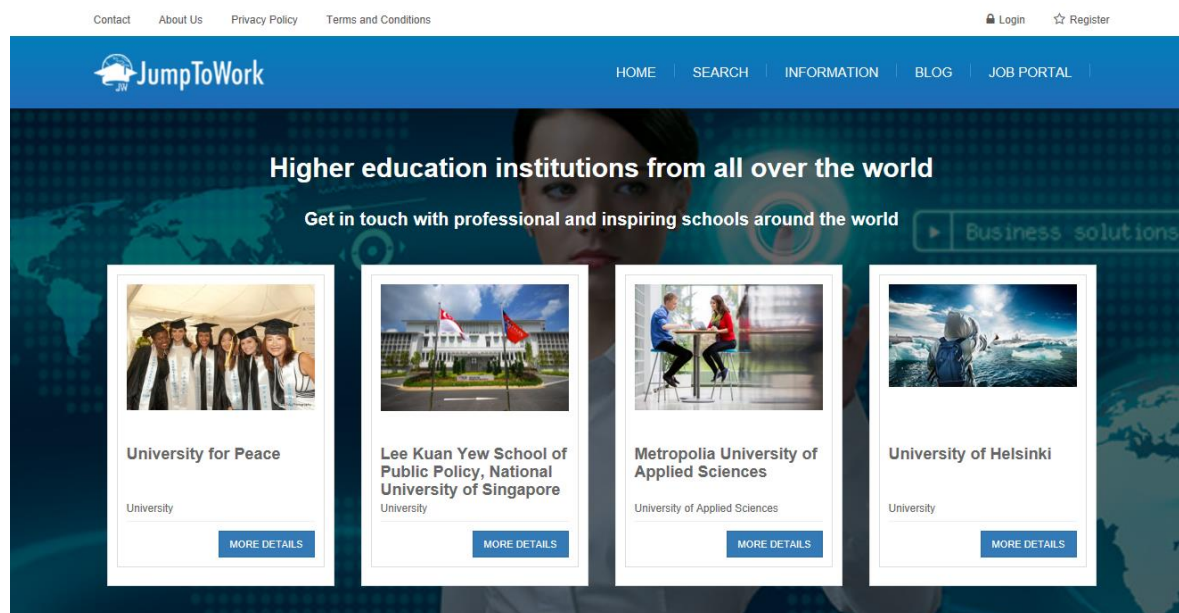 Contact About Us Privacy Policy Terms and Conditions Login Register
JW JumpToWork HOME SEARCH INFORMATION BLOG JOB PORTAL
Higher education institutions from all over the world
Get in touch with professional and inspiring schools around the world
Business solutions
University for Peace
University
MORE DETAILS
Lee Kuan Yew School of
Public Policy, National
University of Singapore
University
MORE DETAILS
Metropolia University of
Applied Sciences
University of Applied Sciences
MORE DETAILS
University of Helsinki
University
MORE DETAILS